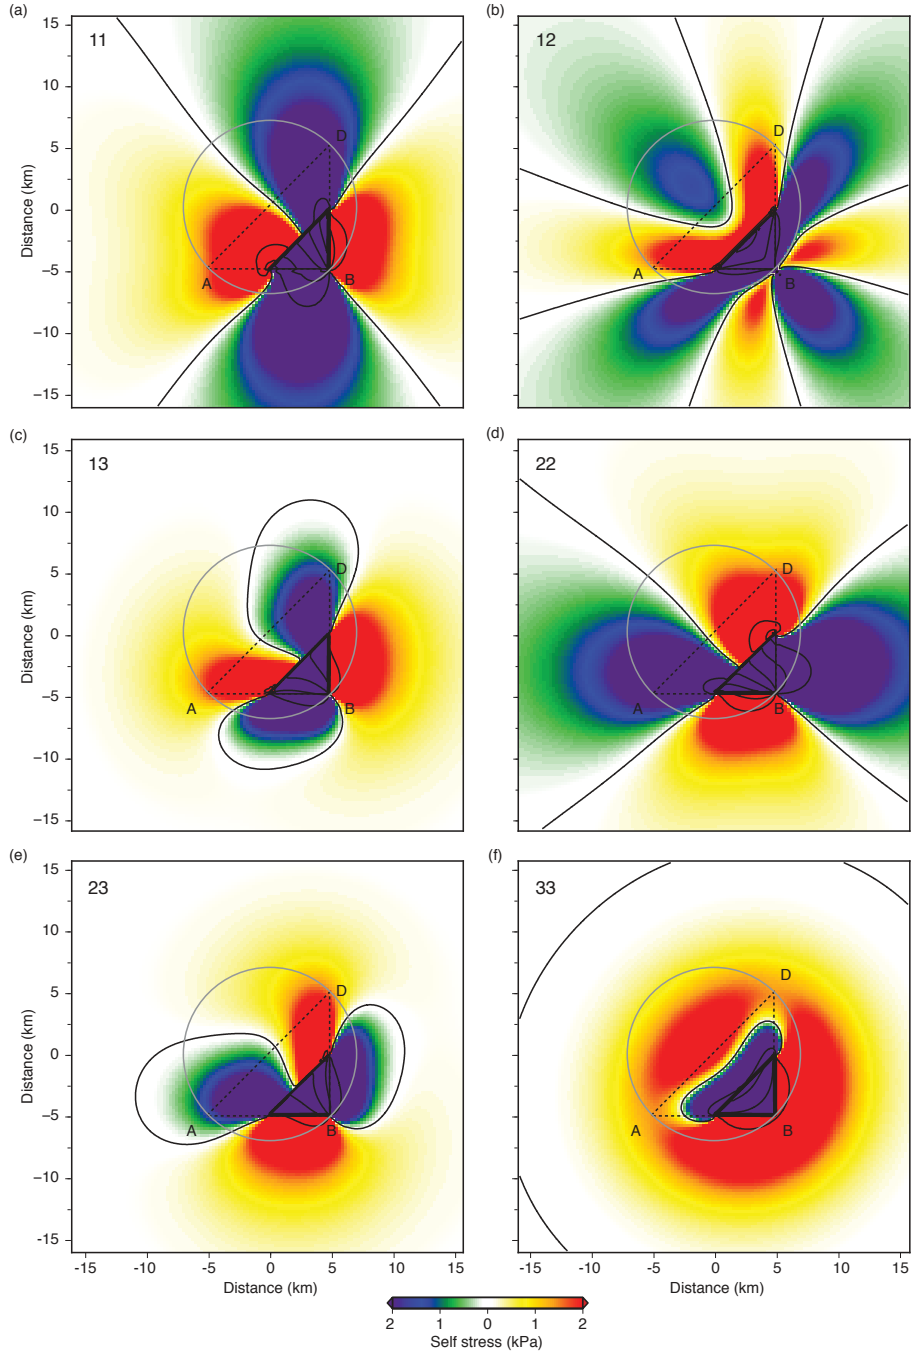 (a)
11
(b)
12
Distance (km)
10
5
0
−5
−10
−15
A
B
D
A
B
D
(c)
13
(d)
22
Distance (km)
15
10
5
0
−5
−10
−15
A
B
D
A
B
D
(e)
23
(f)
33
Distance (km)
15
10
5
0
−5
−10
-15
A
B
D
A
B
D
-15 -10 -5 0 5 10 15
-15 -10 -5 0 5 10 15
Distance (km)
Distance (km)
2 1 0 1 2
Self stress (kPa)